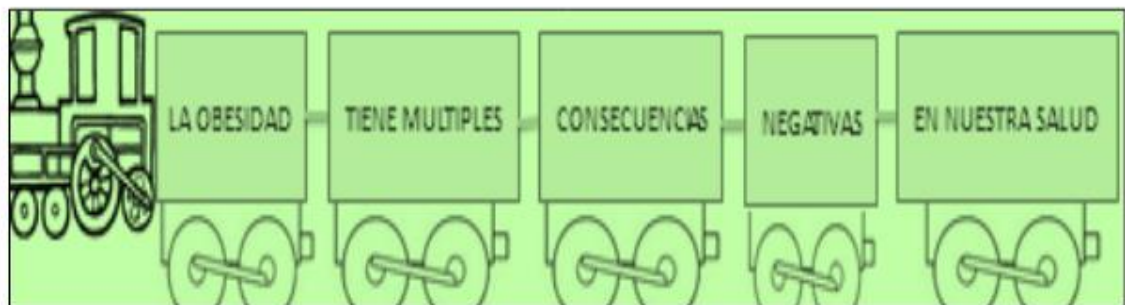 LA OBESIDAD TIENE MULTIPLES CONSECUENCIAS NEGATIVAS EN NUESTRA SALUD